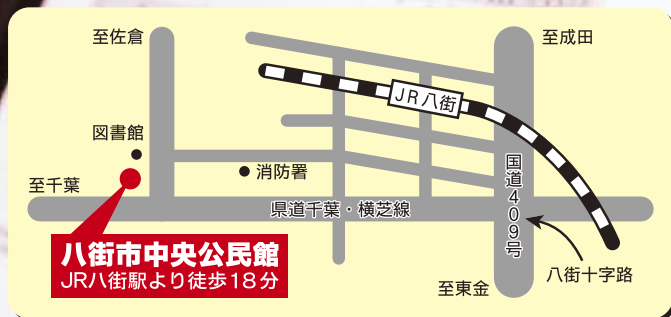 至佐倉
至成田
JR八街
図書館
消防署
至千葉
国道409号
県道千葉・横芝線
八街市中央公民館
JR八街駅より徒歩18分
八街十字路
至東金